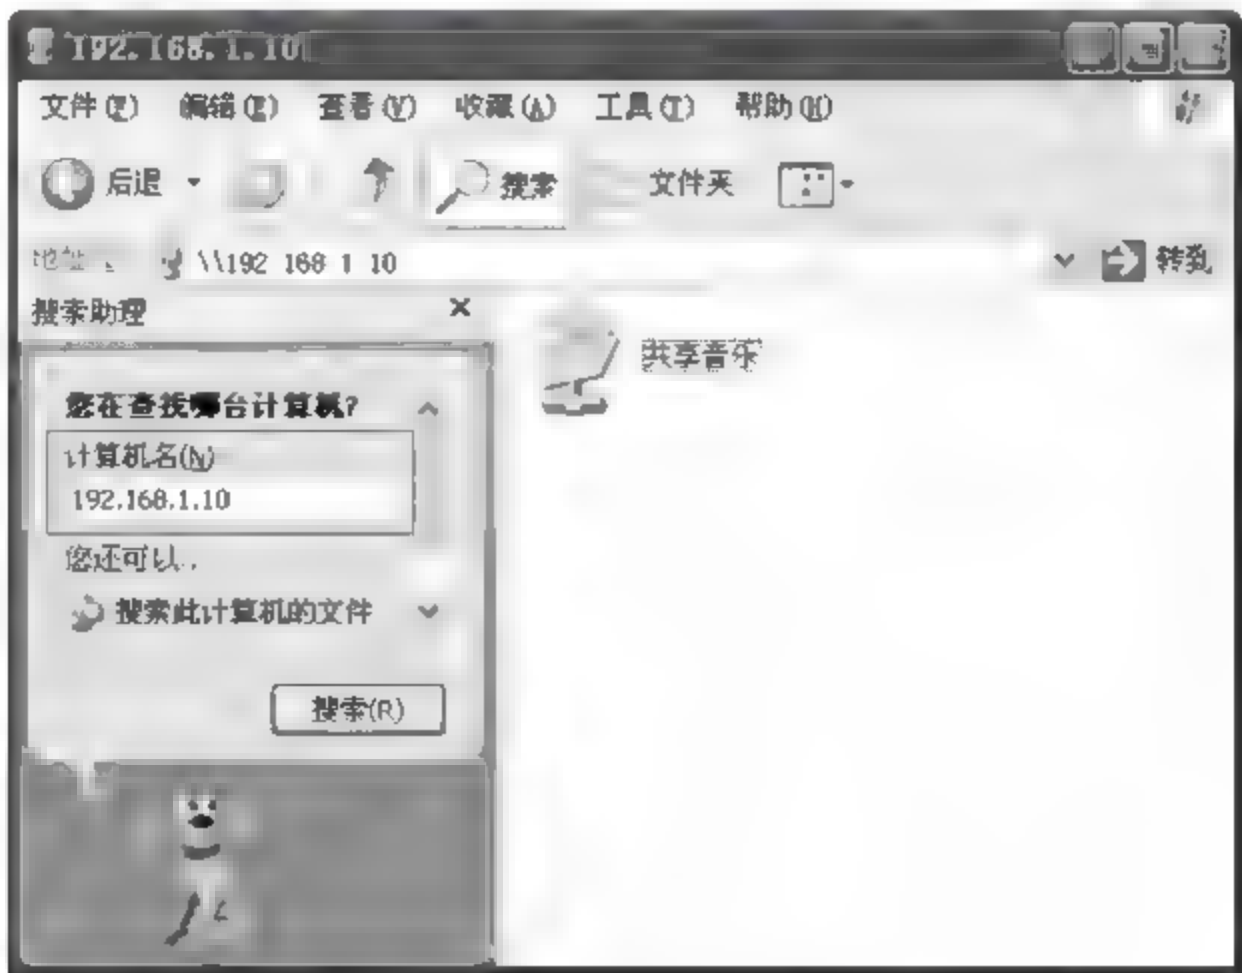 192.168.1.10
文件(F) 编辑(E) 查看(V) 收藏(A) 工具(T) 帮助(H)
后退 搜索 文件夹
地址 \\192 168 1 10 转到
搜索助理
共享音乐
您在查找哪台计算机?
计算机名(N)
192.168.1.10
您还可以.
搜索此计算机的文件
搜索(R)